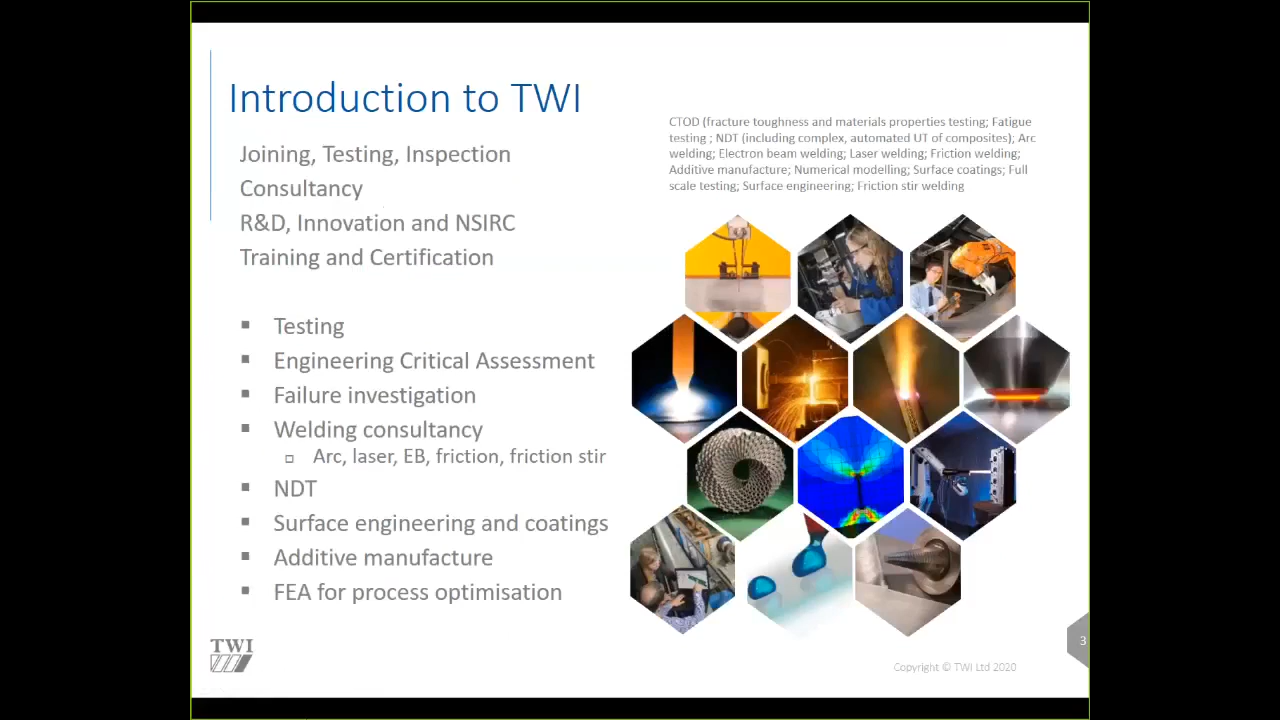 Introduction to TWI
Joining, Testing, Inspection
Consultancy
R&D, Innovation and NSIRC
Training and Certification
▪ Testing
▪ Engineering Critical Assessment
▪ Failure investigation
▪ Welding consultancy
▫ Arc, laser, EB, friction, friction stir
▪ NDT
▪ Surface engineering and coatings
▪ Additive manufacture
▪ FEA for process optimisation
CTOD (fracture toughness and materials properties testing; Fatigue
testing ; NDT (including complex, automated UT of composites); Arc
welding; Electron beam welding; Laser welding; Friction welding;
Additive manufacture; Numerical modelling; Surface coatings; Full
scale testing; Surface engineering; Friction stir welding
TWI
Copyright © TWI Ltd 2020
3